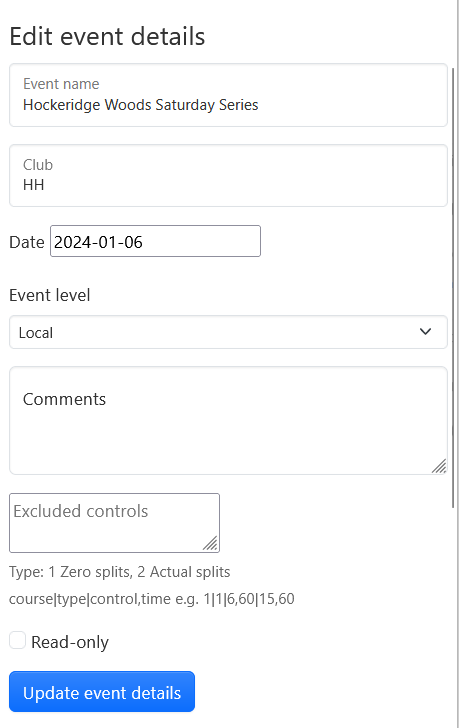 Edit event details
Event name
Hockeridge Woods Saturday Series
Club
HH
Date 2024-01-06
Event level
Local
Comments
Excluded controls
Type: 1 Zero splits, 2 Actual splits
course|type|control,time e.g. 1|1|6,60|15,60
Read-only
Update event details